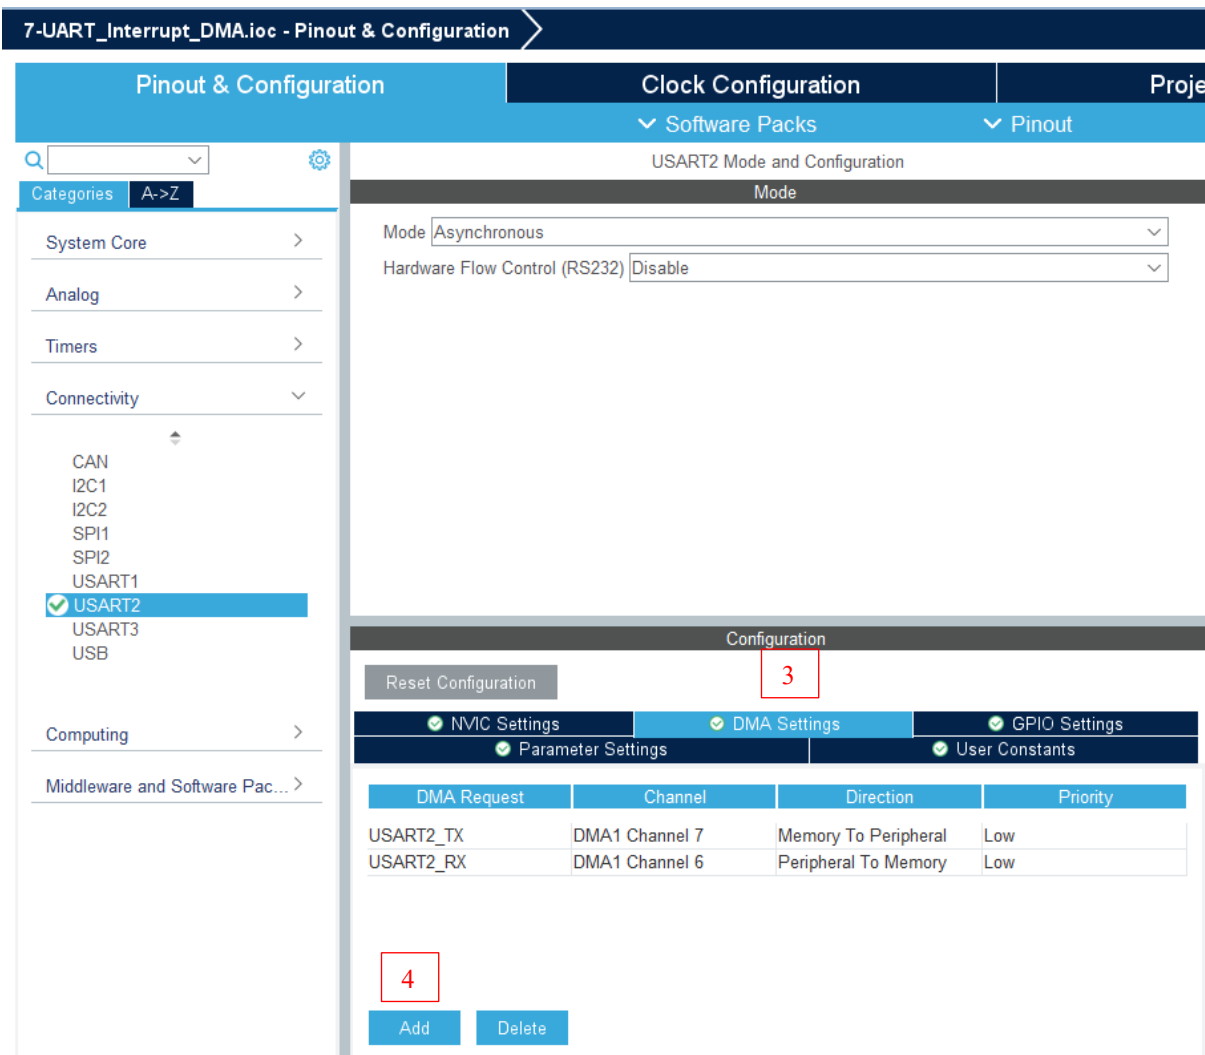 7-UART_Interrupt_DMA.ioc - Pinout & Configuration
Pinout & Configuration
Clock Configuration
Proje
Software Packs
Pinout
Categories
A->Z
System Core
Analog
Timers
Connectivity
CAN
I2C1
I2C2
SPI1
SPI2
USART1
USART2
USART3
USB
Computing
Middleware and Software Pac...
USART2 Mode and Configuration
Mode
Mode Asynchronous
Hardware Flow Control (RS232) Disable
Configuration
3
Reset Configuration
NVIC Settings
DMA Settings
GPIO Settings
Parameter Settings
User Constants
DMA Request Channel Direction Priority
USART2_TX DMA1 Channel 7 Memory To Peripheral Low
USART2_RX DMA1 Channel 6 Peripheral To Memory Low
4
Add
Delete